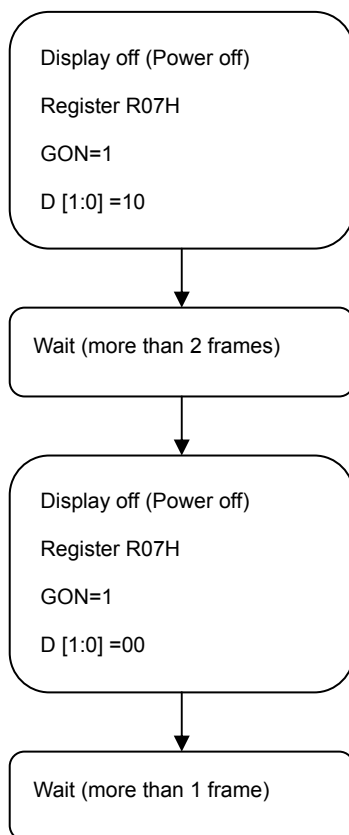 Display off (Power off)
Register R07H
GON=1
D [1:0] =10
Wait (more than 2 frames)
Display off (Power off)
Register R07H
GON=1
D [1:0] =00
Wait (more than 1 frame)